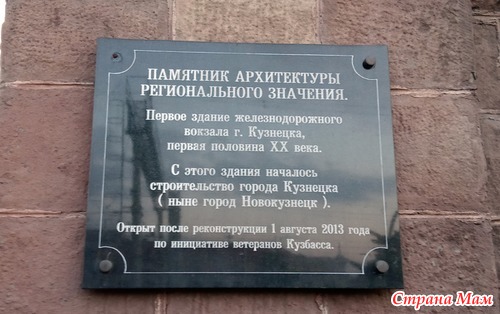 ПАМЯТНИК АРХИТЕКТУРЫ
РЕГИОНАЛЬНОГО ЗНАЧЕНИЯ.
Первое здание железнодорожного
вокзала г. Кузнецка,
первая половина XX века.
С этого здания началось
строительство города Кузнецка
( ныне город Новокузнецк ).
Открыт после реконструкции 1 августа 2013 года
по инициативе ветеранов Кузбасса.
Страна Мам